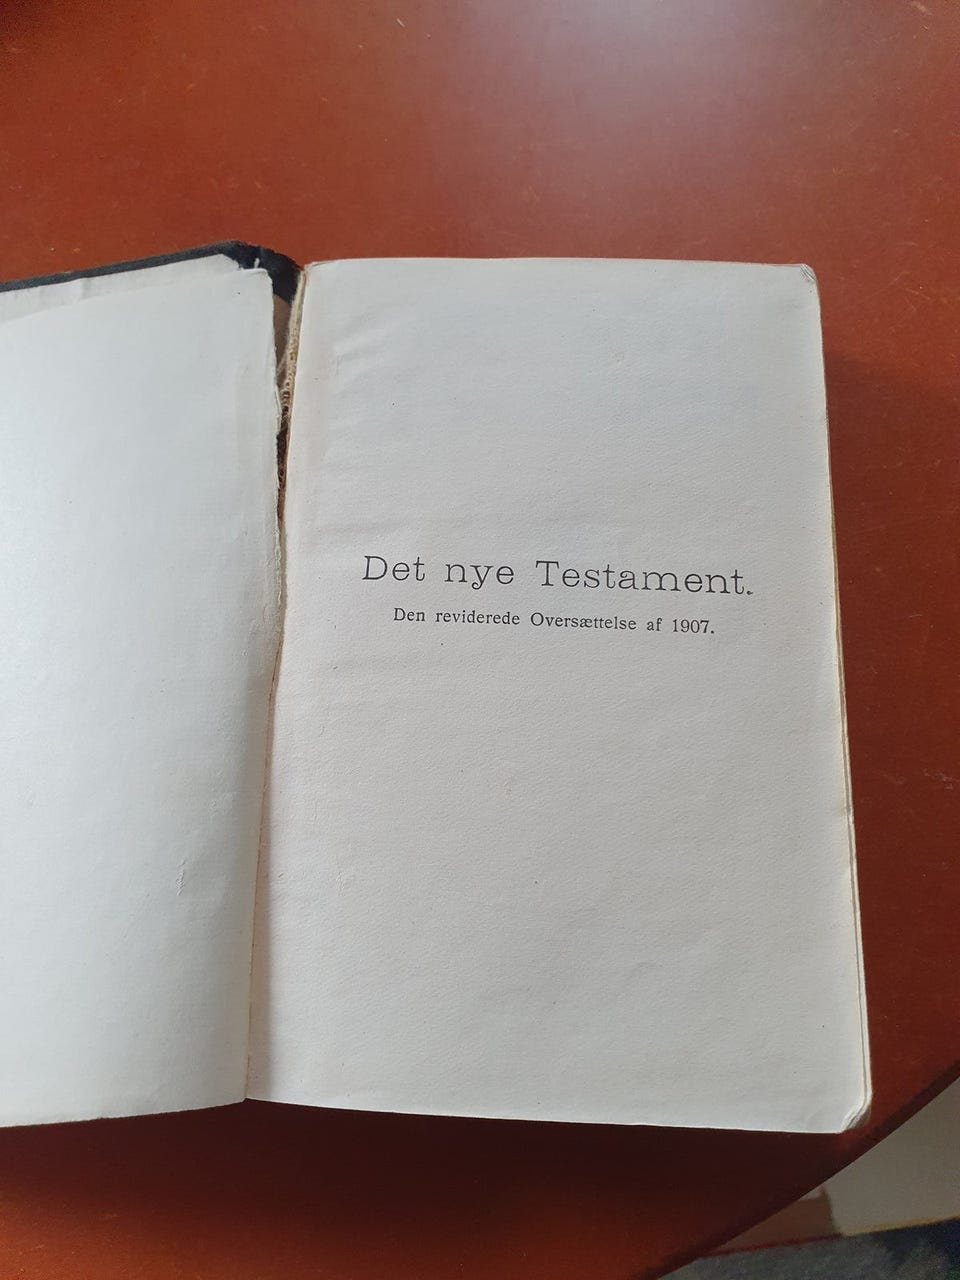 Det nye Testament.
Den reviderede Oversættelse af 1907.